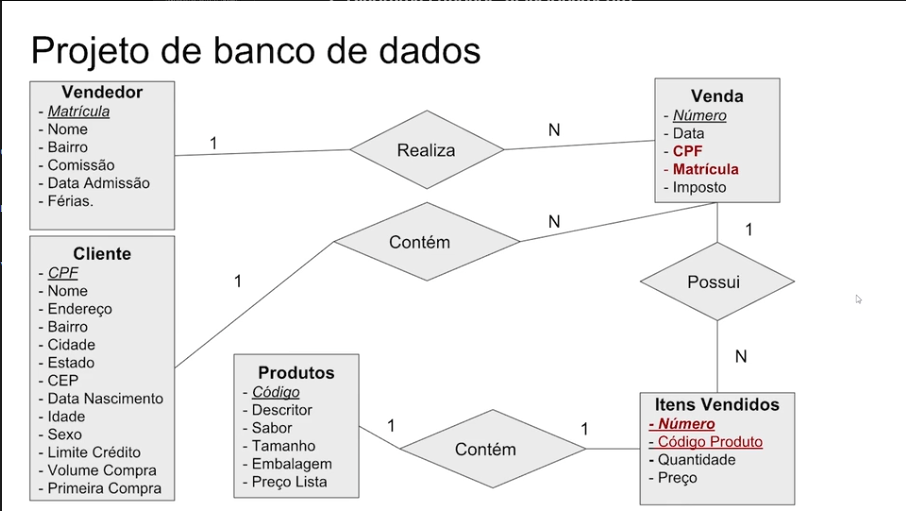 Projeto de banco de dados
Vendedor
- Matrícula
- Nome
- Bairro
- Comissão
- Data Admissão
- Férias.
1
Realiza
N
Venda
- Número
- Data
- CPF
- Matrícula
- Imposto
Cliente
- CPF
- Nome
- Endereço
- Bairro
- Cidade
- Estado
- CEP
- Data Nascimento
- Idade
- Sexo
- Limite Crédito
- Volume Compra
- Primeira Compra
1
Contém
N
1
Possui
N
Produtos
- Código
- Descritor
- Sabor
- Tamanho
- Embalagem
- Preço Lista
1
Contém
1
Itens Vendidos
- Número
- Código Produto
- Quantidade
- Preço